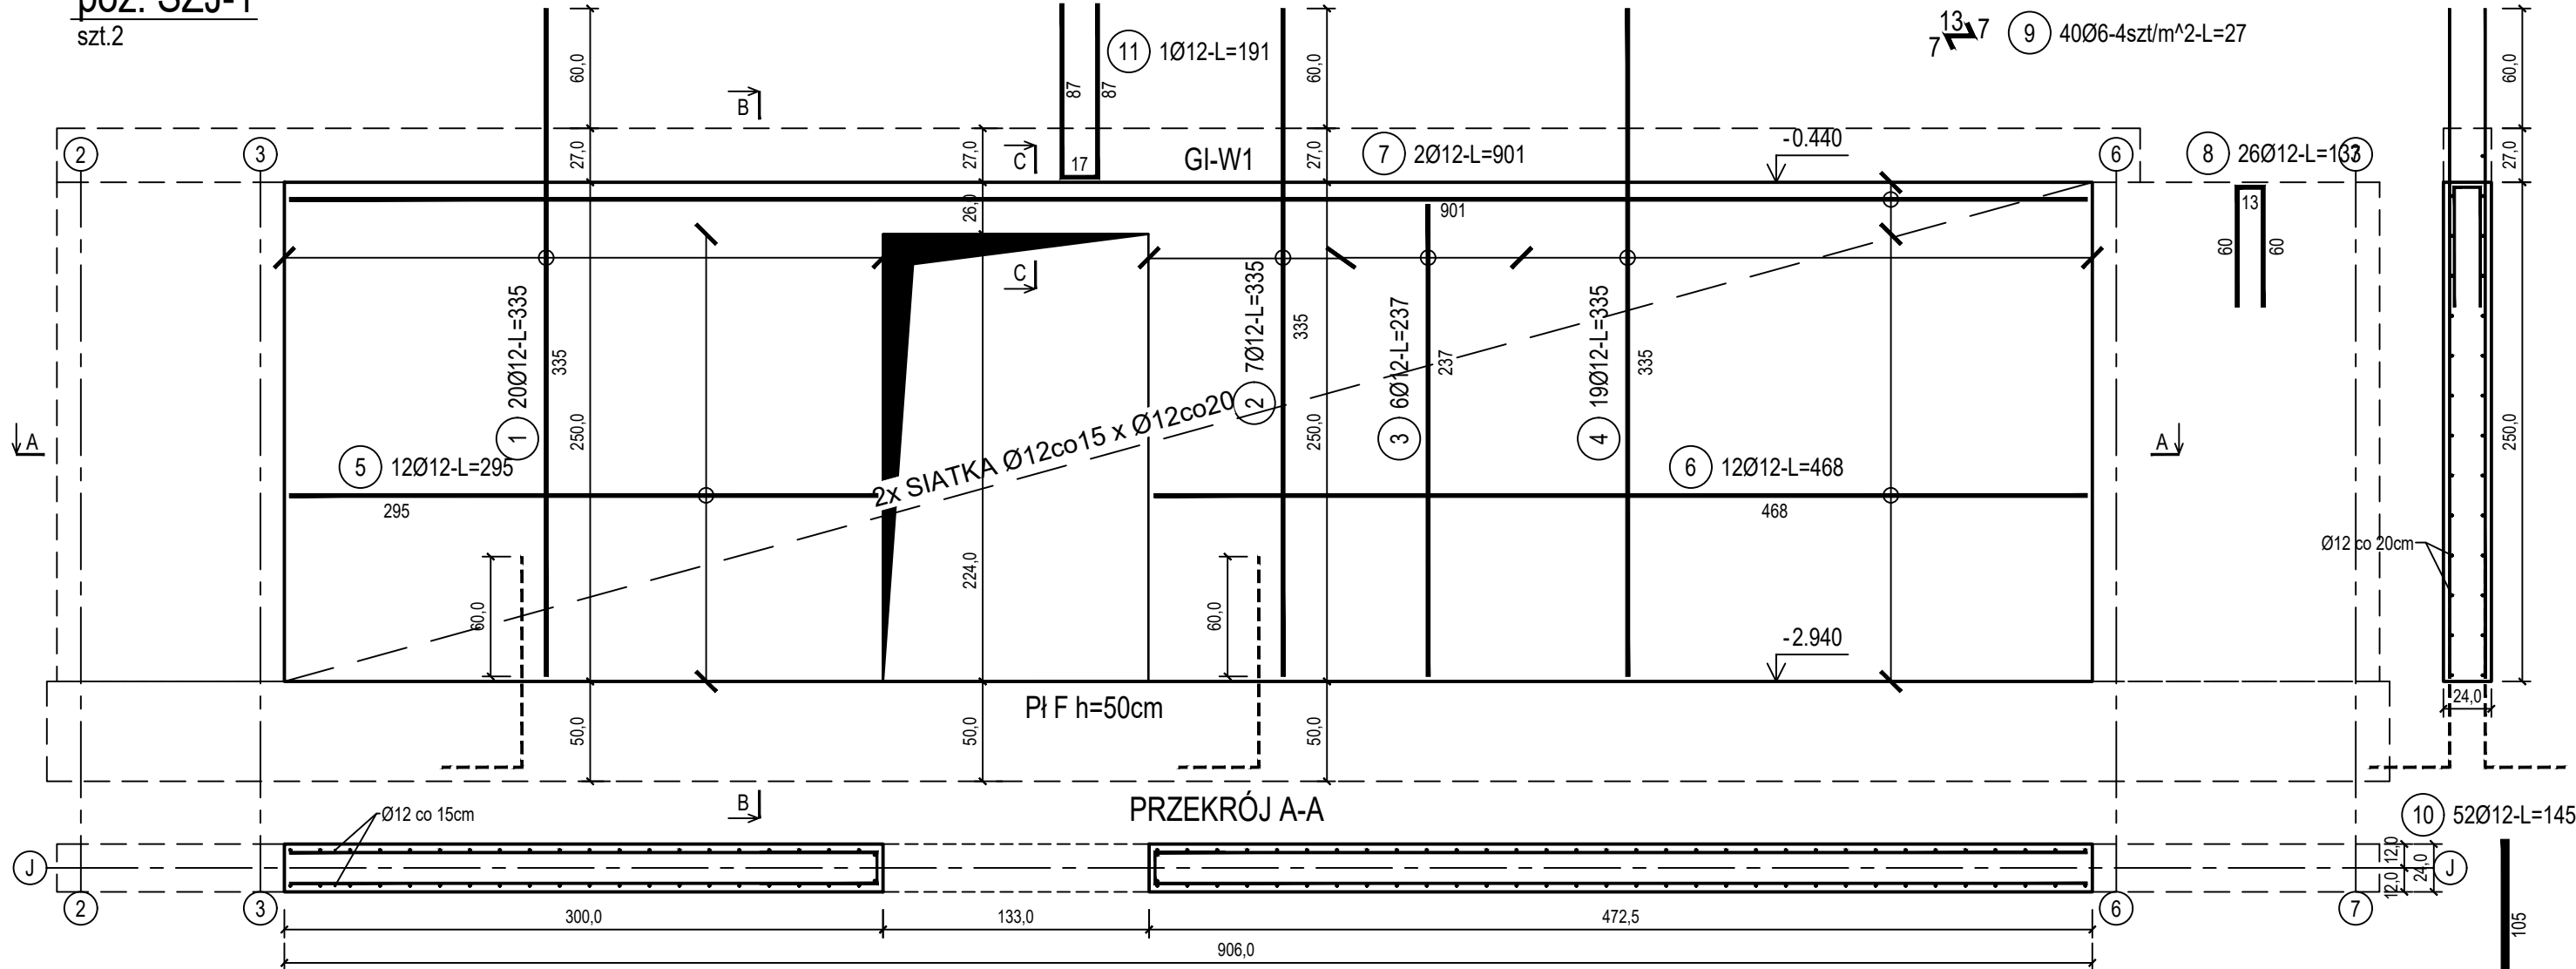 poz. SZJ-1
szt.2
60,0
11 1Ø12-L=191
87
87
17
60,0
13
7
7
9 40Ø6-4szt/m^2-L=27
60,0
B
2
3
27,0
27,0
C
GI-W1
27,0
7 2Ø12-L=901
-0.440
6
8 26Ø12-L=133
7
27,0
26,0
901
13
60
60
C
1 20Ø12-L=335
335
250,0
2 7Ø12-L=335
335
250,0
3 6Ø12-L=237
237
4 19Ø12-L=335
335
250,0
A
A
2x SIATKA Ø12co15 x Ø12co20
5 12Ø12-L=295
295
6 12Ø12-L=468
468
Ø12 co 20cm
60,0
224,0
60,0
-2.940
24,0
50,0
50,0
Pł F h=50cm
50,0
B
PRZEKRÓJ A-A
Ø12 co 15cm
10 52Ø12-L=145
J
12,0
12,0
24,0
J
2
3
6
7
300,0
133,0
472,5
105
906,0